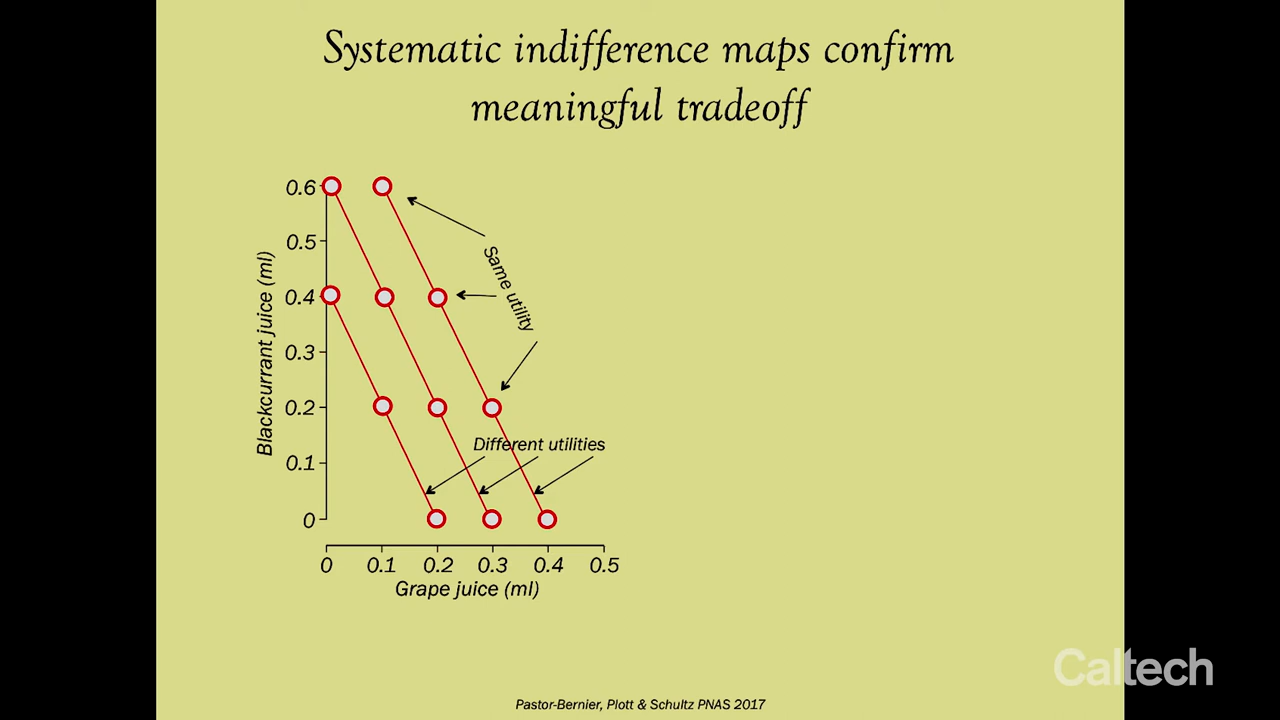 Systematic indifference maps confirm
meaningful tradeoff
0.6
0.5
0.4
0.3
0.2
0.1
0
Blackcurrant juice (ml)
Same utility
Different utilities
0 0.1 0.2 0.3 0.4 0.5
Grape juice (ml)
Caltech
Pastor-Bernier, Plott & Schultz PNAS 2017